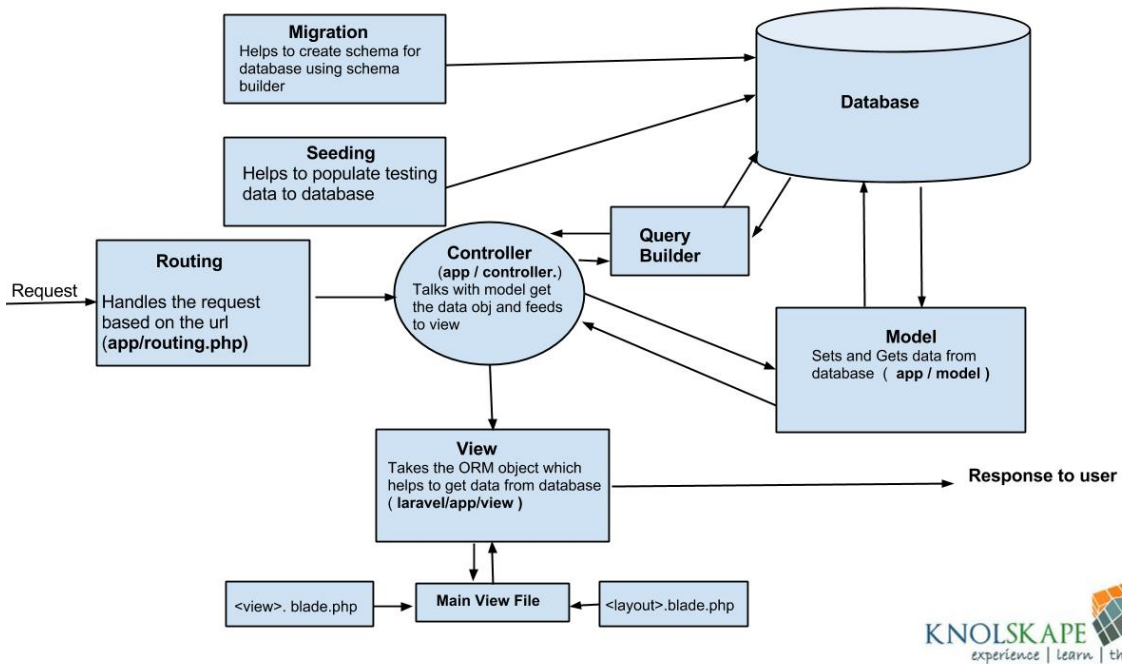 Migration
Helps to create schema for
database using schema
builder
Database
Seeding
Helps to populate testing
data to database
Query
Builder
Controller
(app / controller.)
Talks with model get
the data obj and feeds
to view
Routing
Handles the request
based on the url
(app/routing.php)
Request
Model
Sets and Gets data from
database ( app / model )
View
Takes the ORM object which
helps to get data from database
( laravel/app/view )
Response to user
<view>. blade.php
Main View File
<layout>.blade.php
KNOLSKAPE
experience | learn | th